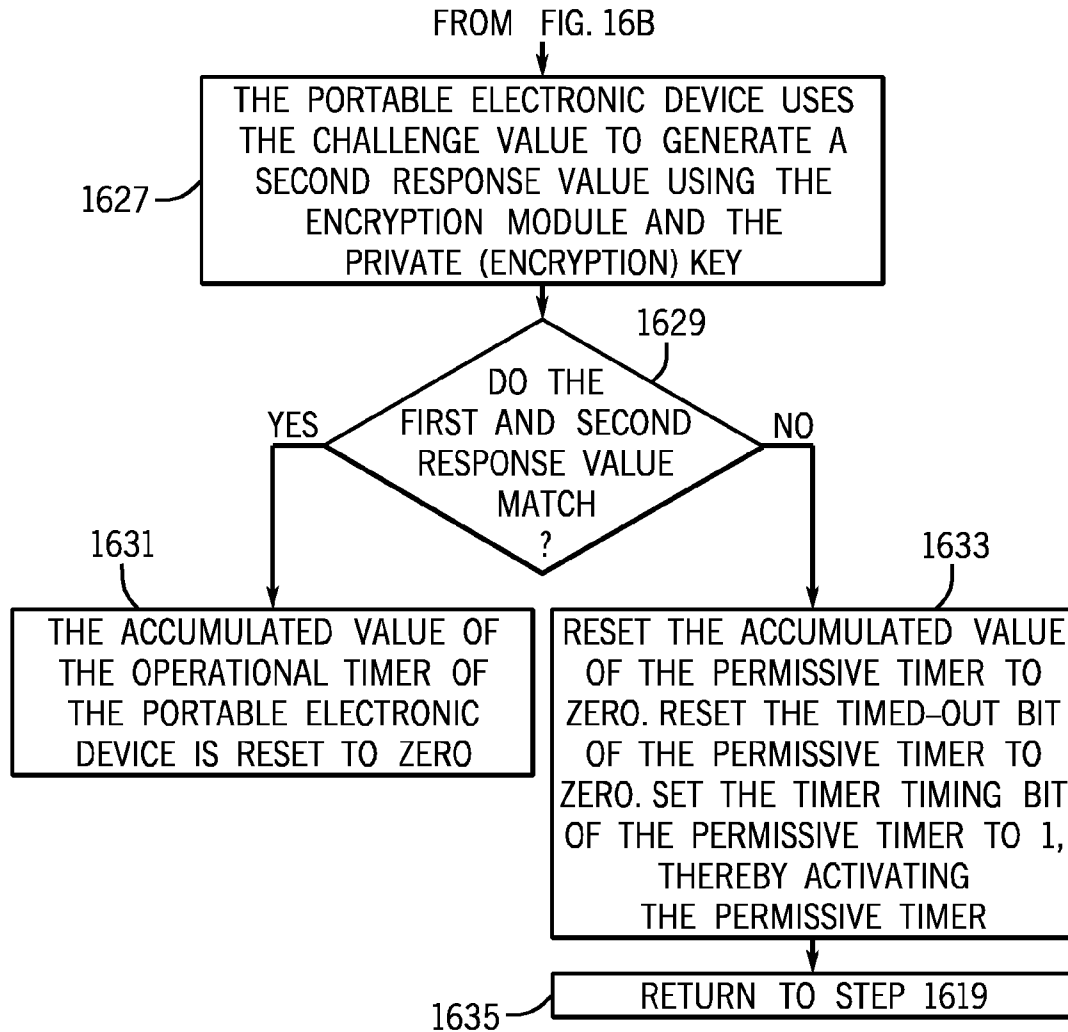 FROM FIG. 16B
THE PORTABLE ELECTRONIC DEVICE USES
THE CHALLENGE VALUE TO GENERATE A
SECOND RESPONSE VALUE USING THE
ENCRYPTION MODULE AND THE
PRIVATE (ENCRYPTION) KEY
1627
1629
DO THE
FIRST AND SECOND
RESPONSE VALUE
MATCH
?
YES
NO
1631
THE ACCUMULATED VALUE OF
THE OPERATIONAL TIMER OF
THE PORTABLE ELECTRONIC
DEVICE IS RESET TO ZERO
1633
RESET THE ACCUMULATED VALUE
OF THE PERMISSIVE TIMER TO
ZERO. RESET THE TIMED-OUT BIT
OF THE PERMISSIVE TIMER TO
ZERO. SET THE TIMER TIMING BIT
OF THE PERMISSIVE TIMER TO 1,
THEREBY ACTIVATING
THE PERMISSIVE TIMER
RETURN TO STEP 1619
1635